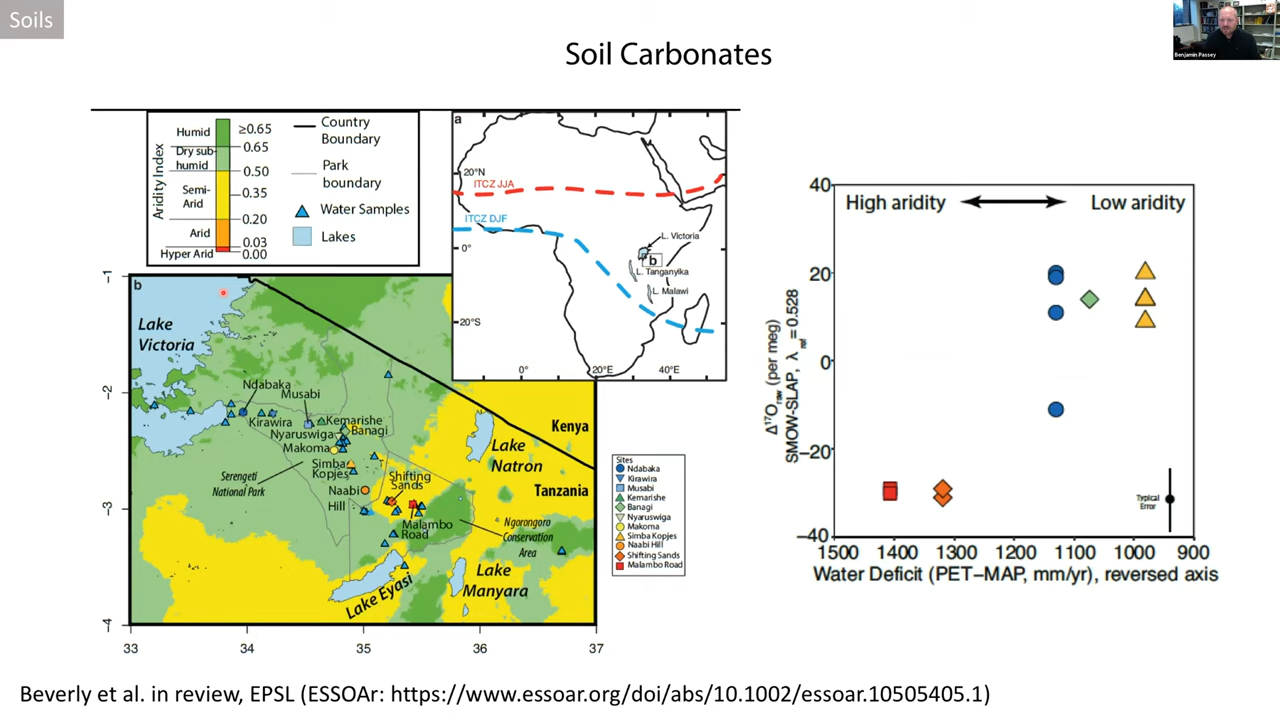 Soils
Benjamin Passey
Soil Carbonates
Aridity Index
Humid
Dry sub-
humid
Semi-
Arid
Arid
Hyper Arid
≥0.65
0.65
0.50
0.35
0.20
0.03
0.00
Country
Boundary
Park
boundary
Water Samples
Lakes
a
20°N
ITCZ JJA
ITCZ DJF
0°
L. Victoria
b
L. Tanganyika
L. Malawi
20°S
0°
20°E
40°E
b
-1
-2
-3
-4
33
34
35
36
37
Lake
Victoria
Ndabaka
Musabi
Kirawira
Kemarishe
Nyaruswiga
Banagi
Makoma
Simba
Kopjes
Serengeti
National Park
Naabi
Hill
Shifting
Sands
Malambo
Road
Lake
Natron
Kenya
Tanzania
Ngorongoro
Conservation
Area
Lake
Manyara
Lake Eyasi
Sites
Ndabaka
Kirawira
Musabi
Kemarishe
Banagi
Nyaruswiga
Makoma
Simba Kopjes
Naabi Hill
Shifting Sands
Malambo Road
High aridity
Low aridity
40
20
0
−20
−40
Δ¹⁷Oraw (per meg)
SMOW-SLAP, λref = 0.528
Typical
Error
1500
1400
1300
1200
1100
1000
900
Water Deficit (PET−MAP, mm/yr), reversed axis
Beverly et al. in review, EPSL (ESSOAr: https://www.essoar.org/doi/abs/10.1002/essoar.10505405.1)